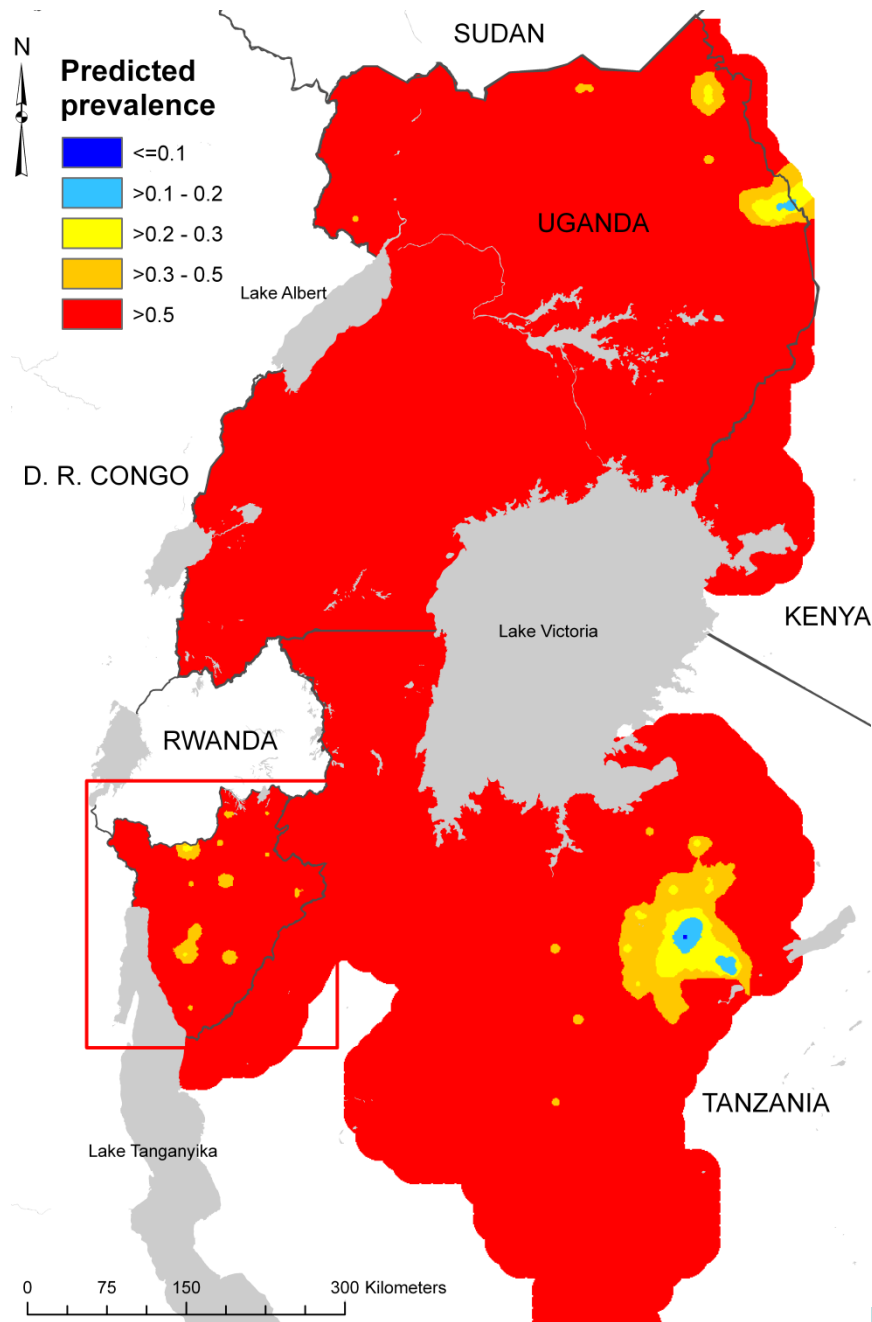 SUDAN
N
Predicted
prevalence
<=0.1
>0.1 - 0.2
>0.2 - 0.3
>0.3 - 0.5
>0.5
UGANDA
Lake Albert
D. R. CONGO
KENYA
Lake Victoria
RWANDA
TANZANIA
Lake Tanganyika
0 75 150 300 Kilometers